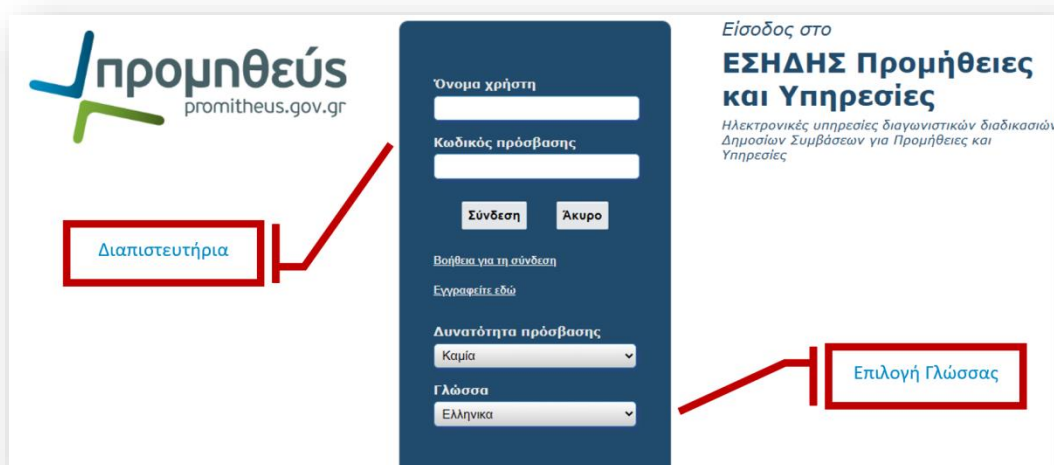 προμηθεύς
promitheus.gov.gr
Διαπιστευτήρια
Όνομα χρήστη
Κωδικός πρόσβασης
Σύνδεση Άκυρο
Βοήθεια για τη σύνδεση
Εγγραφείτε εδώ
Δυνατότητα πρόσβασης
Καμία
Γλώσσα
Ελληνικα
Είσοδος στο
ΕΣΗΔΗΣ Προμήθειες
και Υπηρεσίες
Ηλεκτρονικές υπηρεσίες διαγωνιστικών διαδικασιών
Δημοσίων Συμβάσεων για Προμήθειες και
Υπηρεσίες
Επιλογή Γλώσσας